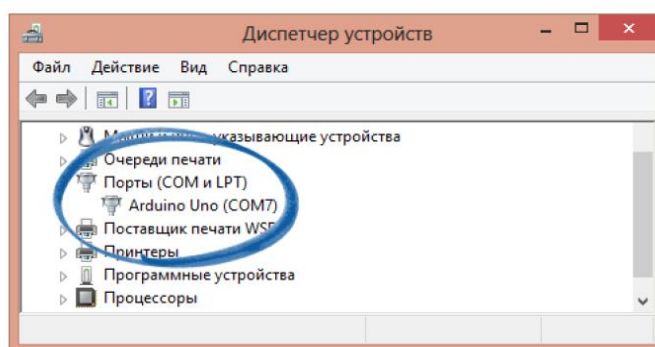 Диспетчер устройств
Файл Действие Вид Справка
указывающие устройства
Очереди печати
Порты (COM и LPT)
Arduino Uno (COM7)
Поставщик печати
Принтеры
Программные устройства
Процессоры